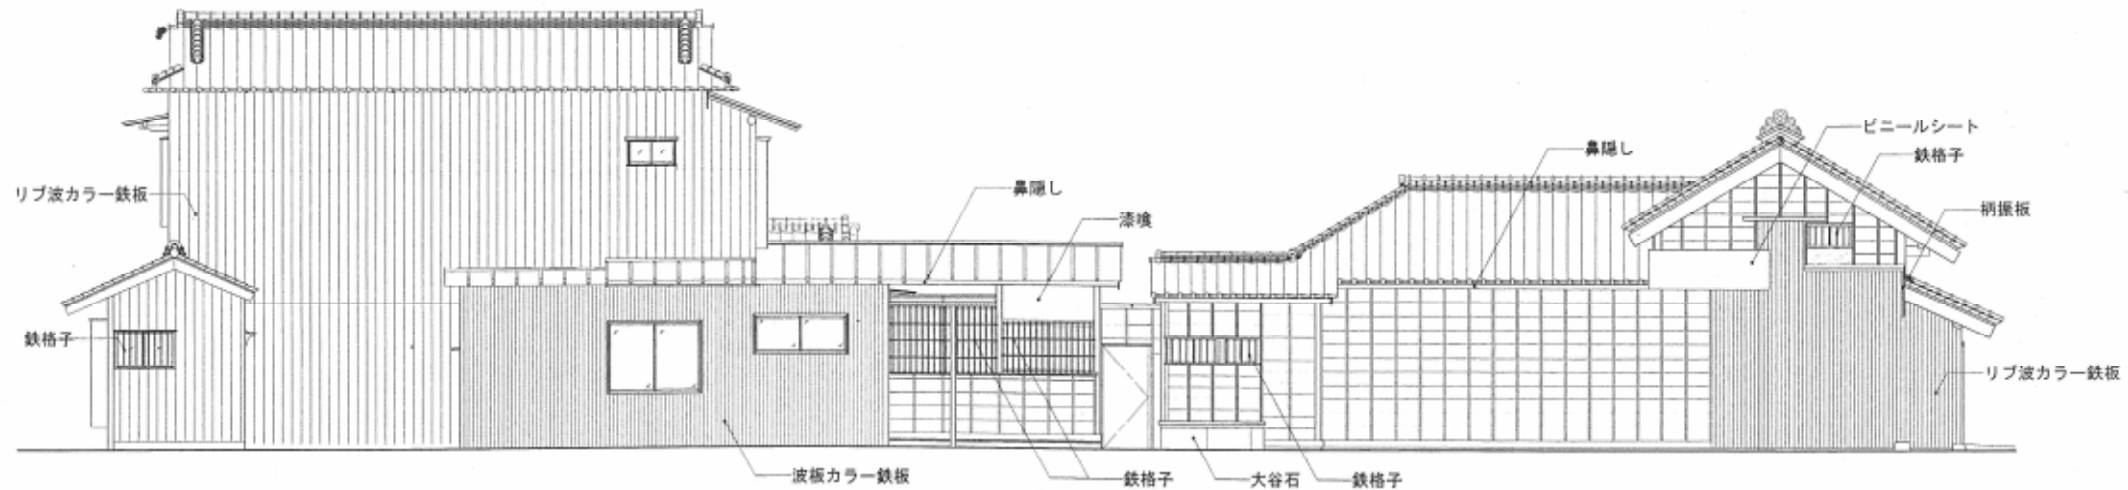 ビニールシート
鼻隠し
鉄格子
リブ波カラー鉄板
鼻隠し
漆喰
柄振板
鉄格子
リブ波カラー鉄板
波板カラー鉄板
鉄格子
大谷石
鉄格子